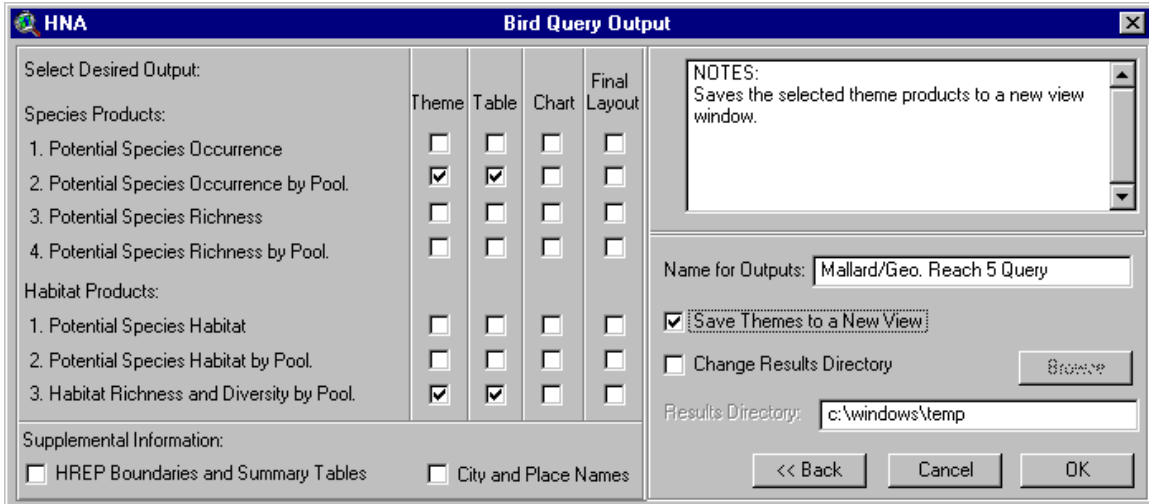 HNA
Bird Query Output
Select Desired Output:
Theme Table Chart Final Layout
Species Products:
1. Potential Species Occurrence
2. Potential Species Occurrence by Pool.
3. Potential Species Richness
4. Potential Species Richness by Pool.
Habitat Products:
1. Potential Species Habitat
2. Potential Species Habitat by Pool.
3. Habitat Richness and Diversity by Pool.
Supplemental Information:
HREP Boundaries and Summary Tables
City and Place Names
NOTES:
Saves the selected theme products to a new view
window.
Name for Outputs: Mallard/Geo. Reach 5 Query
Save Themes to a New View
Change Results Directory
Browse
Results Directory: c:\windows\temp
<< Back
Cancel
OK